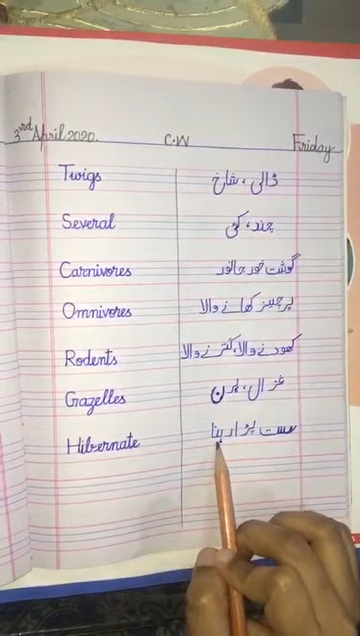 3rd April 2020. C.W Friday
Twigs ڈالی، شاخ
Several چند، کئی
Carnivores گوشت خور جانور
Omnivores ہر چیز کھانے والا
Rodents کھودنے والا، کترنے والا
Gazelles غزال، ہرن
Hibernate سست پڑا رہنا